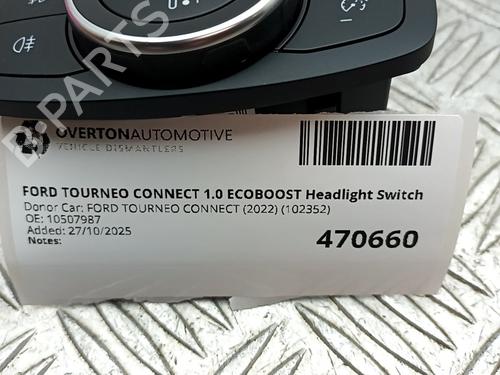 B-PARTS
OVERTONAUTOMOTIVE
VEHICLE DISMANTLERS
FORD TOURNEO CONNECT 1.0 ECOBOOST Headlight Switch
Donor Car: FORD TOURNEO CONNECT (2022) (102352)
OE: 10507987
Added: 27/10/2025
Notes:
470660